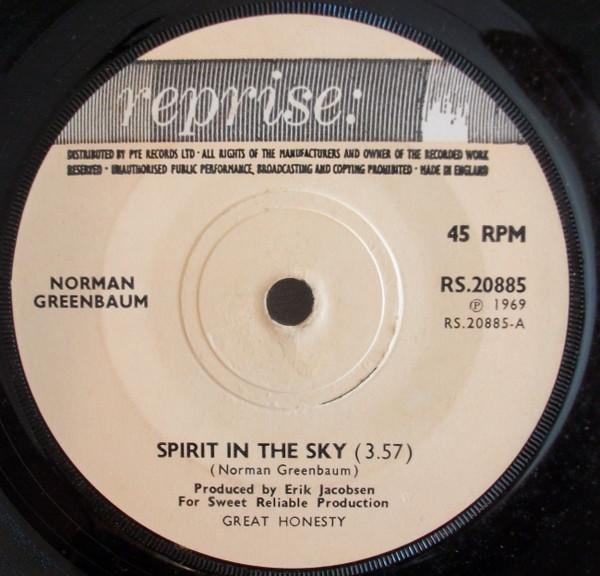 reprise:
DISTRIBUTED BY PYE RECORDS LTD · ALL RIGHTS OF THE MANUFACTURERS AND OWNER OF THE RECORDED WORK
RESERVED · UNAUTHORISED PUBLIC PERFORMANCE, BROADCASTING AND COPYING PROHIBITED · MADE IN ENGLAND
45 RPM
NORMAN
GREENBAUM
RS.20885
℗ 1969
RS.20885-A
SPIRIT IN THE SKY (3.57)
(Norman Greenbaum)
Produced by Erik Jacobsen
For Sweet Reliable Production
GREAT HONESTY